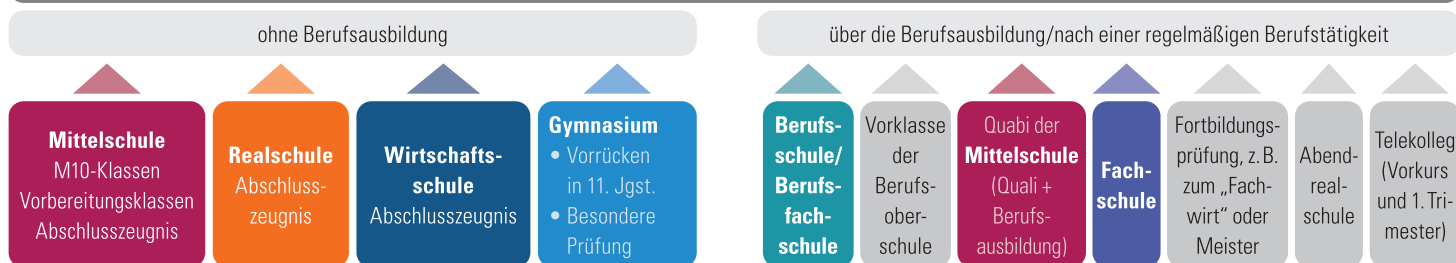 ohne Berufsausbildung
über die Berufsausbildung/nach einer regelmäßigen Berufstätigkeit
Mittelschule
M10-Klassen
Vorbereitungsklassen
Abschlusszeugnis
Realschule
Abschluss-
zeugnis
Wirtschafts-
schule
Abschlusszeugnis
Gymnasium
• Vorrücken
in 11. Jgst.
• Besondere
Prüfung
Berufs-
schule/
Berufs-
fach-
schule
Vorklasse
der
Berufs-
ober-
schule
Quabi der
Mittelschule
(Quali +
Berufs-
ausbildung)
Fach-
schule
Fortbildungs-
prüfung, z. B.
zum „Fach-
wirt“ oder
Meister
Abend-
real-
schule
Telekolleg
(Vorkurs
und 1. Tri-
mester)